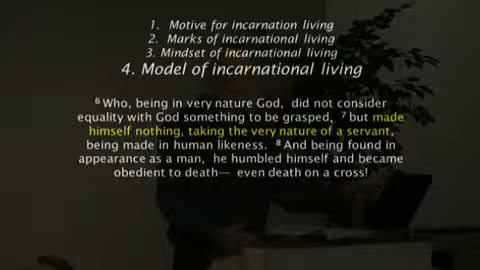 1. Motive for incarnation living
2. Marks of incarnational living
3. Mindset of incarnational living
4. Model of incarnational living
6 Who, being in very nature God, did not consider
equality with God something to be grasped, 7 but made
himself nothing, taking the very nature of a servant,
being made in human likeness. 8 And being found in
appearance as a man, he humbled himself and became
obedient to death— even death on a cross!